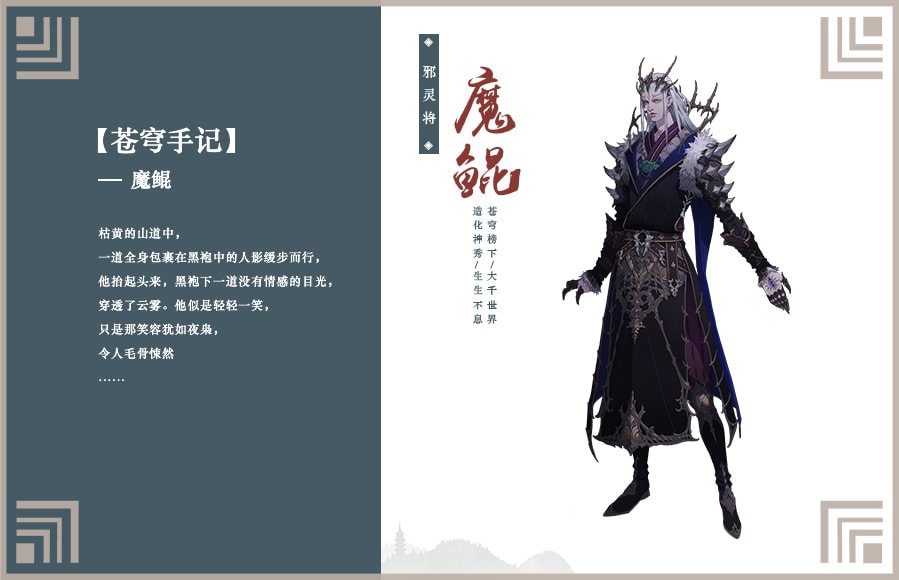 【苍穹手记】
— 魔鲲
枯黄的山道中，
一道全身包裹在黑袍中的人影缓步而行，
他抬起头来，黑袍下一道没有情感的目光，
穿透了云雾。他似是轻轻一笑，
只是那笑容犹如夜枭，
令人毛骨悚然
……
邪灵将
魔鲲
苍穹榜下/大千世界
造化神秀/生生不息